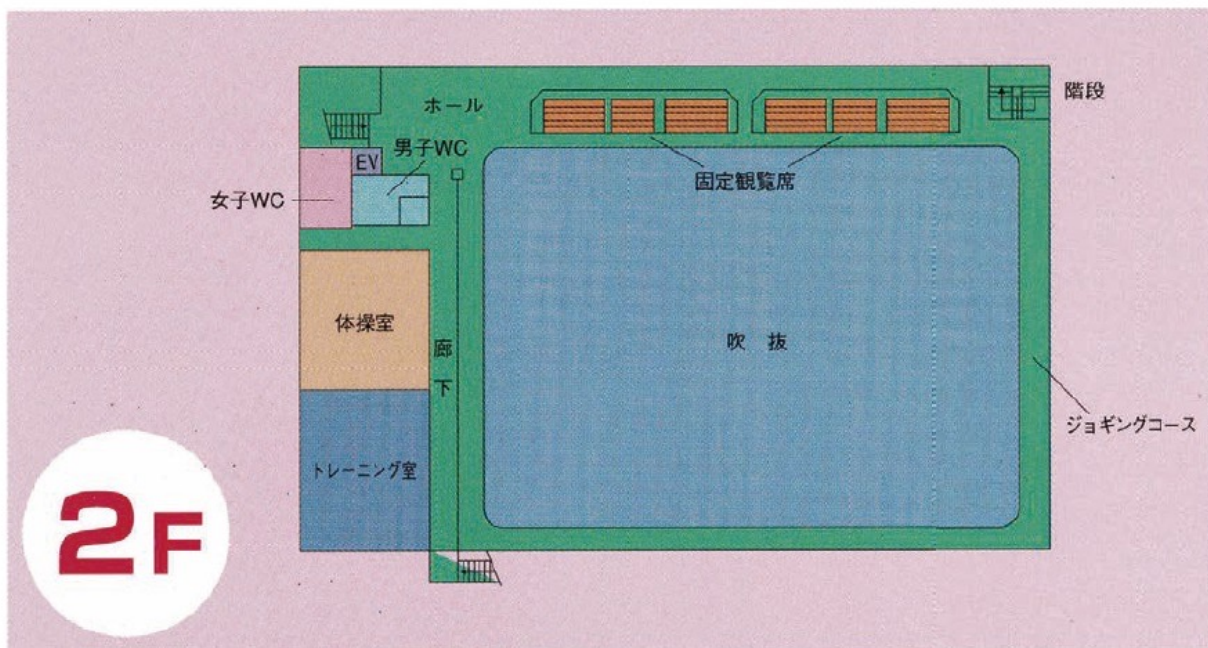 階段
ホール
男子WC
EV
固定観覧席
女子WC
体操室
吹 抜
廊下
ジョギングコース
トレーニング室
2F